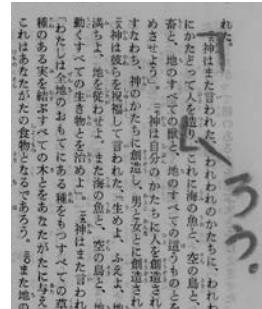 れた。
神はまた言われた、「われわれのかたちに、われわ
にかたどって人を造り、これに海の魚と、空の鳥と、
畜と、地のすべての獣と、地のすべての這うものとを
めさせよう」。神は自分のかたちに人を創造され
すなわち、神のかたちに創造し、男と女とに創造され
神は彼らを祝福して言われた、「生めよ、ふえよ、地
満ちよ、地を従わせよ。また海の魚と、空の鳥と、地
動くすべての生き物とを治めよ」。神はまた言われ
「わたしは全地のおもてにある種をもつすべての草
種のある実を結ぶすべての木とをあなたがたに与え
これはあなたがたの食物となるであろう。30また地の
ろう。